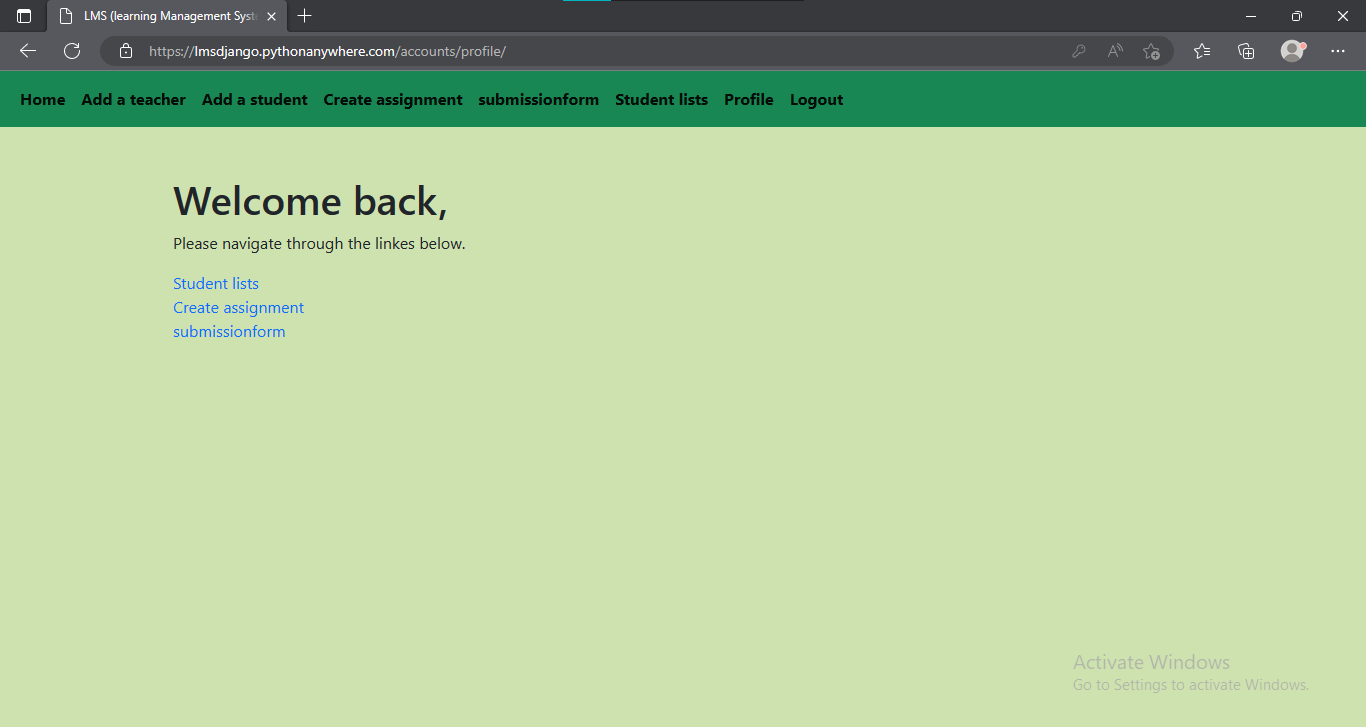 LMS (learning Management Syst
https://lmsdjango.pythonanywhere.com/accounts/profile/
Home Add a teacher Add a student Create assignment submissionform Student lists Profile Logout
Welcome back,
Please navigate through the linkes below.
Student lists
Create assignment
submissionform
Activate Windows
Go to Settings to activate Windows.